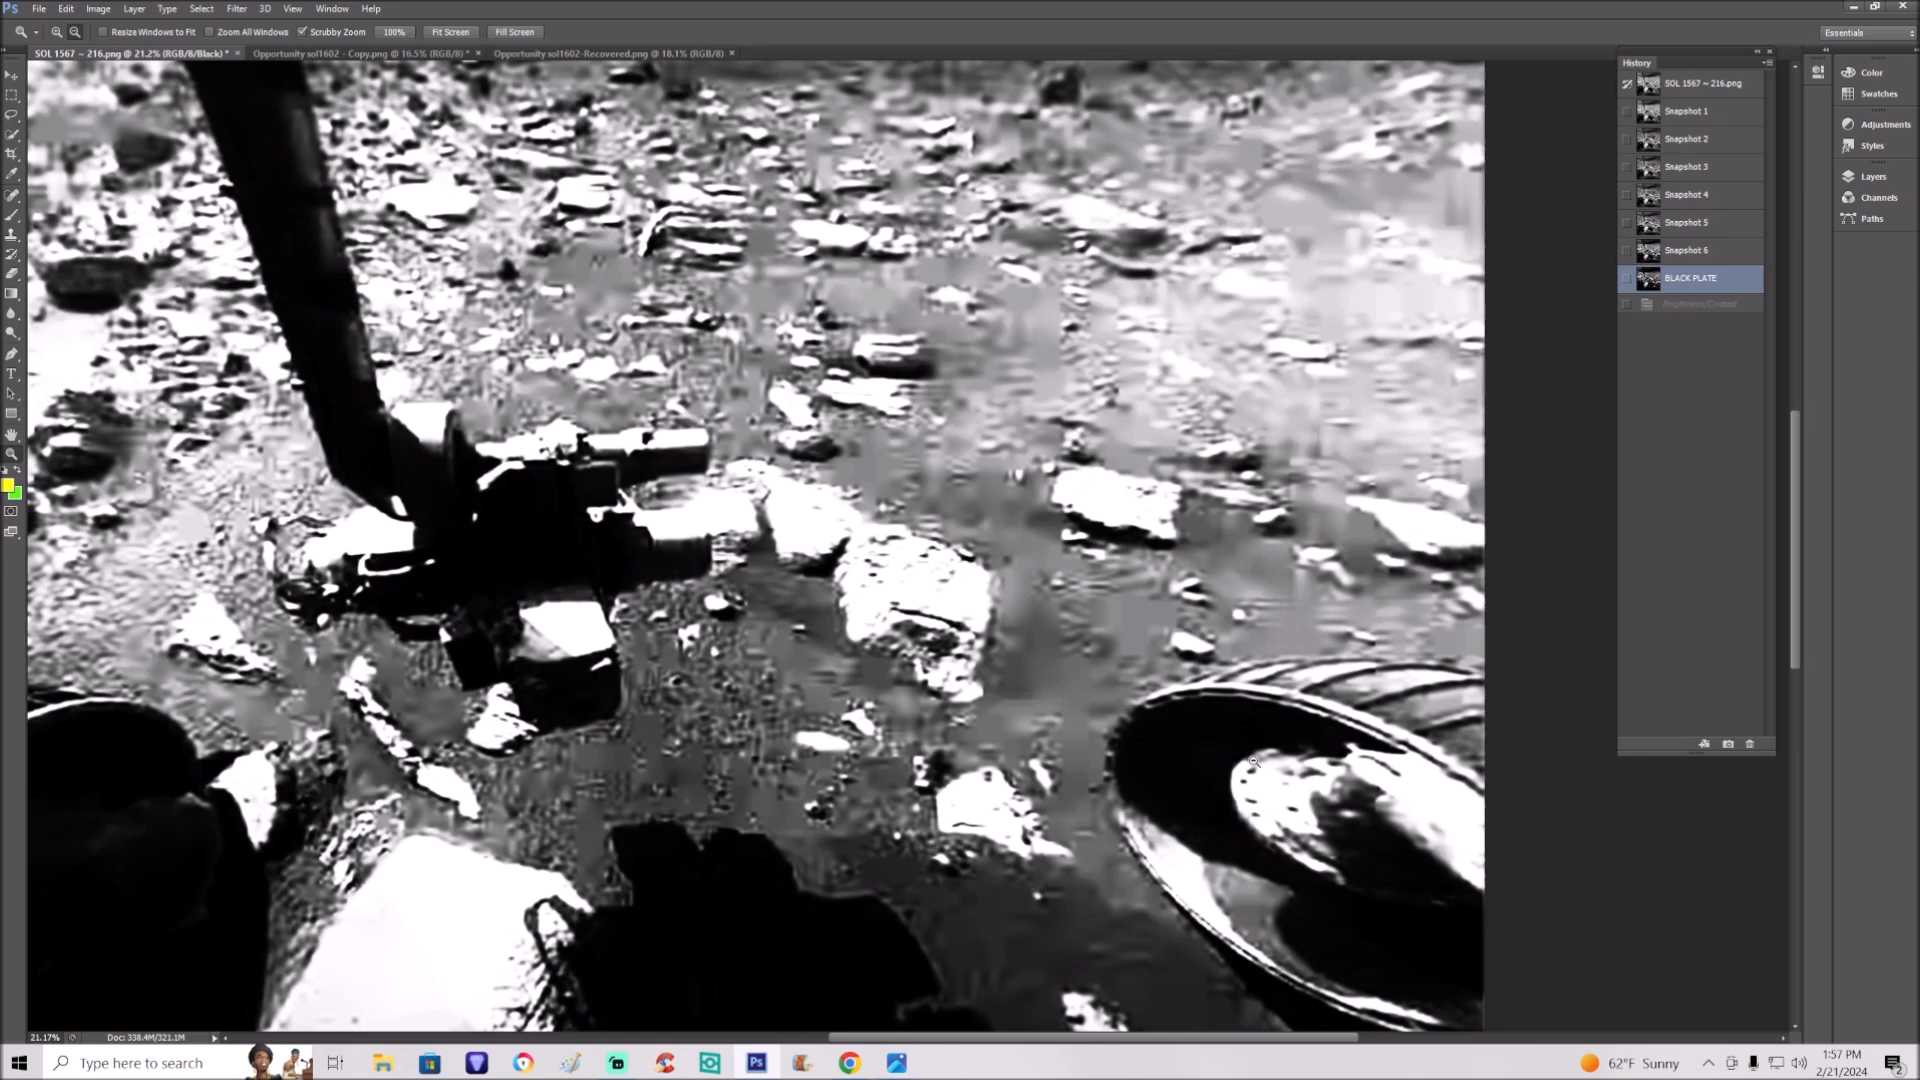 Ps File Edit Image Layer Type Select Filter 3D View Window Help
Resize Windows to Fit Zoom All Windows Scrubby Zoom 100% Fit Screen Fill Screen Essentials
SOL 1567 ~ 216.png @ 21.2% (RGB/8/Black) * × Opportunity sol1602 - Copy.png @ 16.5% (RGB/8) * × Opportunity sol1602-Recovered.png @ 18.1% (RGB/8) ×
History
SOL 1567 ~ 216.png
Snapshot 1
Snapshot 2
Snapshot 3
Snapshot 4
Snapshot 5
Snapshot 6
BLACK PLATE
Brightness/Contrast
Color
Swatches
Adjustments
Styles
Layers
Channels
Paths
21.17% Doc: 338.4M/321.1M
Type here to search
Ps
62°F Sunny
1:57 PM
2/21/2024
2